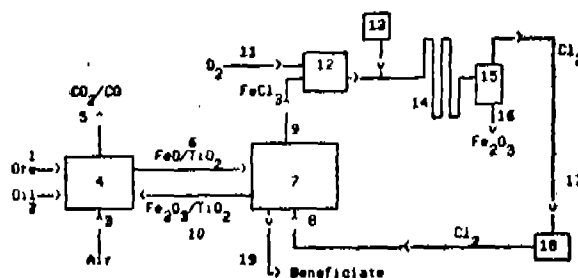 13
O₂ 11
12
Cl₂
15
FeCl₃
14
16
Fe₂O₃
CO₂/CO
5
9
Ore 1
6
FeO/TiO₂
4
7
17
Oil 2
Fe₂O₃/TiO₂
10
3
8
Air
Cl₂
18
19
Beneficiate